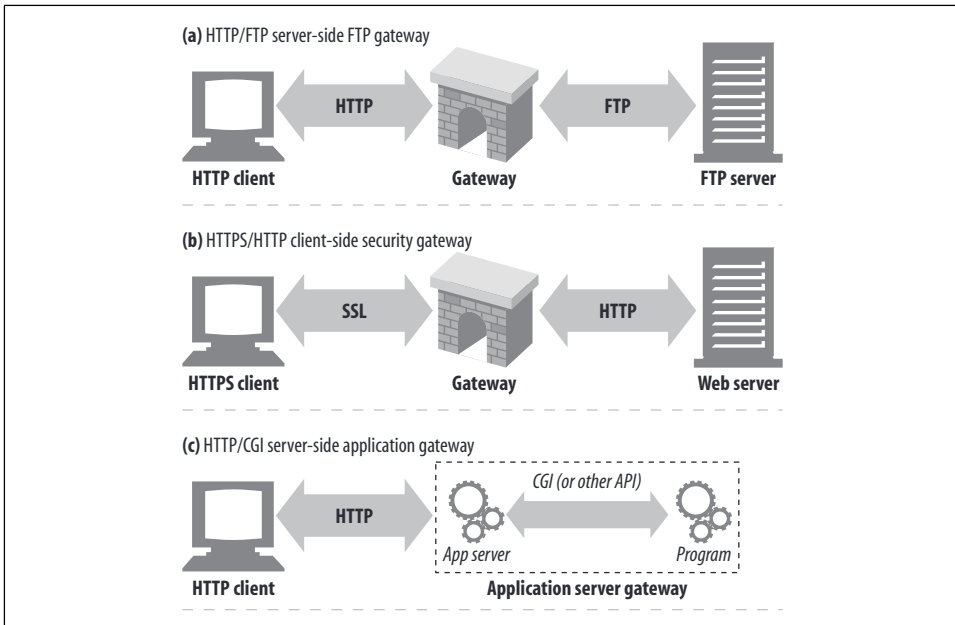 (a) HTTP/FTP server-side FTP gateway
HTTP
FTP
HTTP client
Gateway
FTP server
(b) HTTPS/HTTP client-side security gateway
SSL
HTTP
HTTPS client
Gateway
Web server
(c) HTTP/CGI server-side application gateway
CGI (or other API)
HTTP
App server
Program
HTTP client
Application server gateway